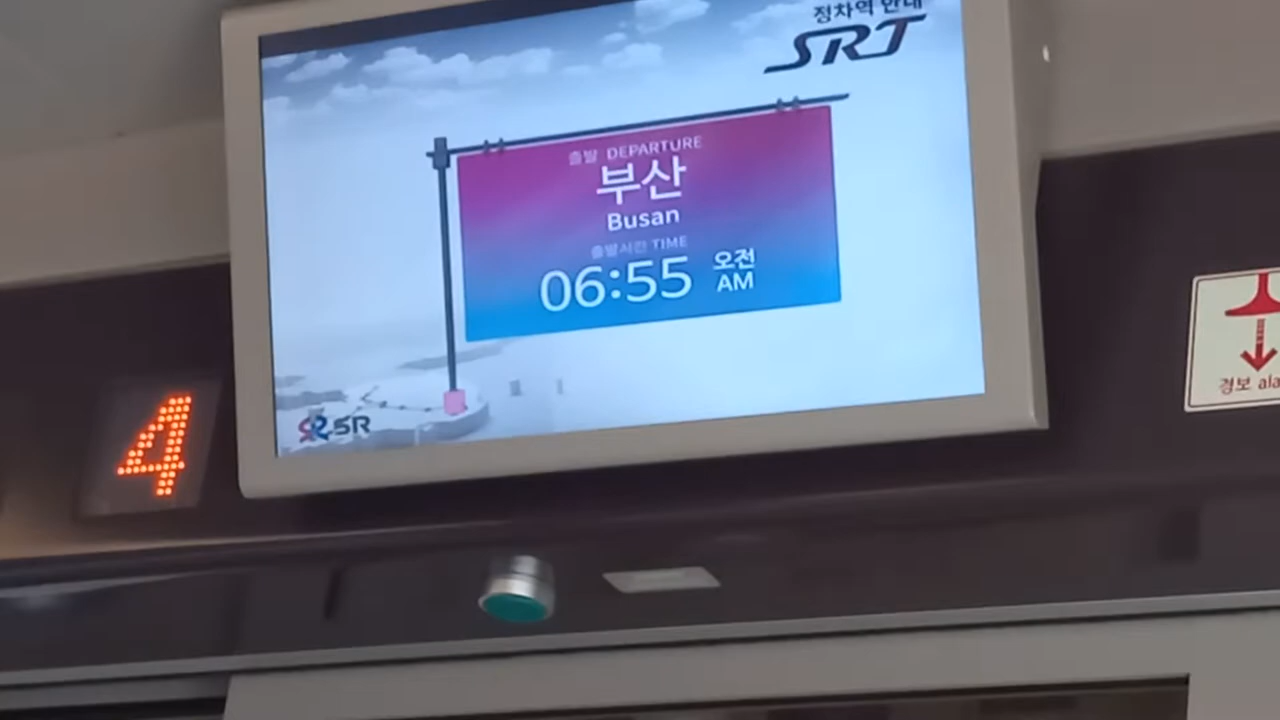 정차역 안내
SRT
출발 DEPARTURE
부산
Busan
출발시간 TIME
06:55 오전 AM
SR
4
경보 ala